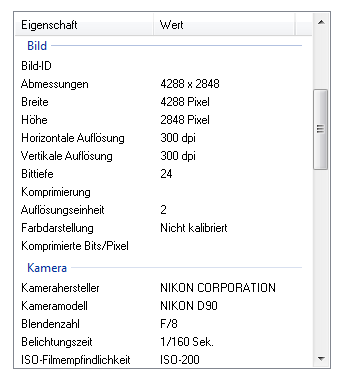 Eigenschaft Wert
Bild
Bild-ID
Abmessungen 4288 x 2848
Breite 4288 Pixel
Höhe 2848 Pixel
Horizontale Auflösung 300 dpi
Vertikale Auflösung 300 dpi
Bittiefe 24
Komprimierung
Auflösungseinheit 2
Farbdarstellung Nicht kalibriert
Komprimierte Bits/Pixel
Kamera
Kamerahersteller NIKON CORPORATION
Kameramodell NIKON D90
Blendenzahl F/8
Belichtungszeit 1/160 Sek.
ISO-Filmempfindlichkeit ISO-200